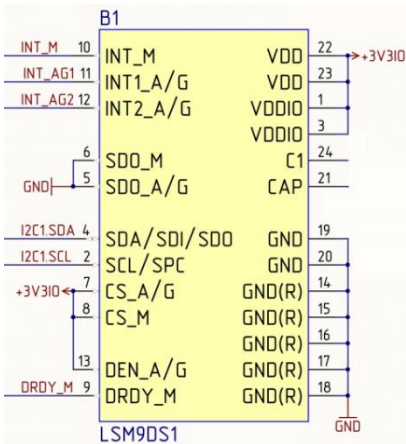 B1
INT_M 10 INT_M VDD 22 +3V3IO
INT_AG1 11 INT1_A/G VDD 23
INT_AG2 12 INT2_A/G VDDIO 1
VDDIO 3
6 SDO_M C1 24
GND 5 SDO_A/G CAP 21
I2C1.SDA 4 SDA/SDI/SDO GND 19
I2C1.SCL 2 SCL/SPC GND 20
+3V3IO 7 CS_A/G GND(R) 14
8 CS_M GND(R) 15
GND(R) 16
13 DEN_A/G GND(R) 17
DRDY_M 9 DRDY_M GND(R) 18
GND
LSM9DS1